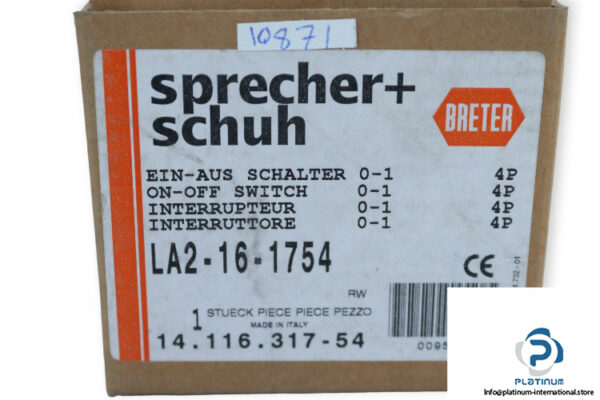 10871
sprecher+
schuh
BRETER
EIN-AUS SCHALTER 0-1 4P
ON-OFF SWITCH 0-1 4P
INTERRUPTEUR 0-1 4P
INTERRUTTORE 0-1 4P
LA2-16-1754
CE
RW
1 STUECK PIECE PIECE PEZZO
MADE IN ITALY
14.116.317-54
0095
PLATINUM
Info@platinum-international.store